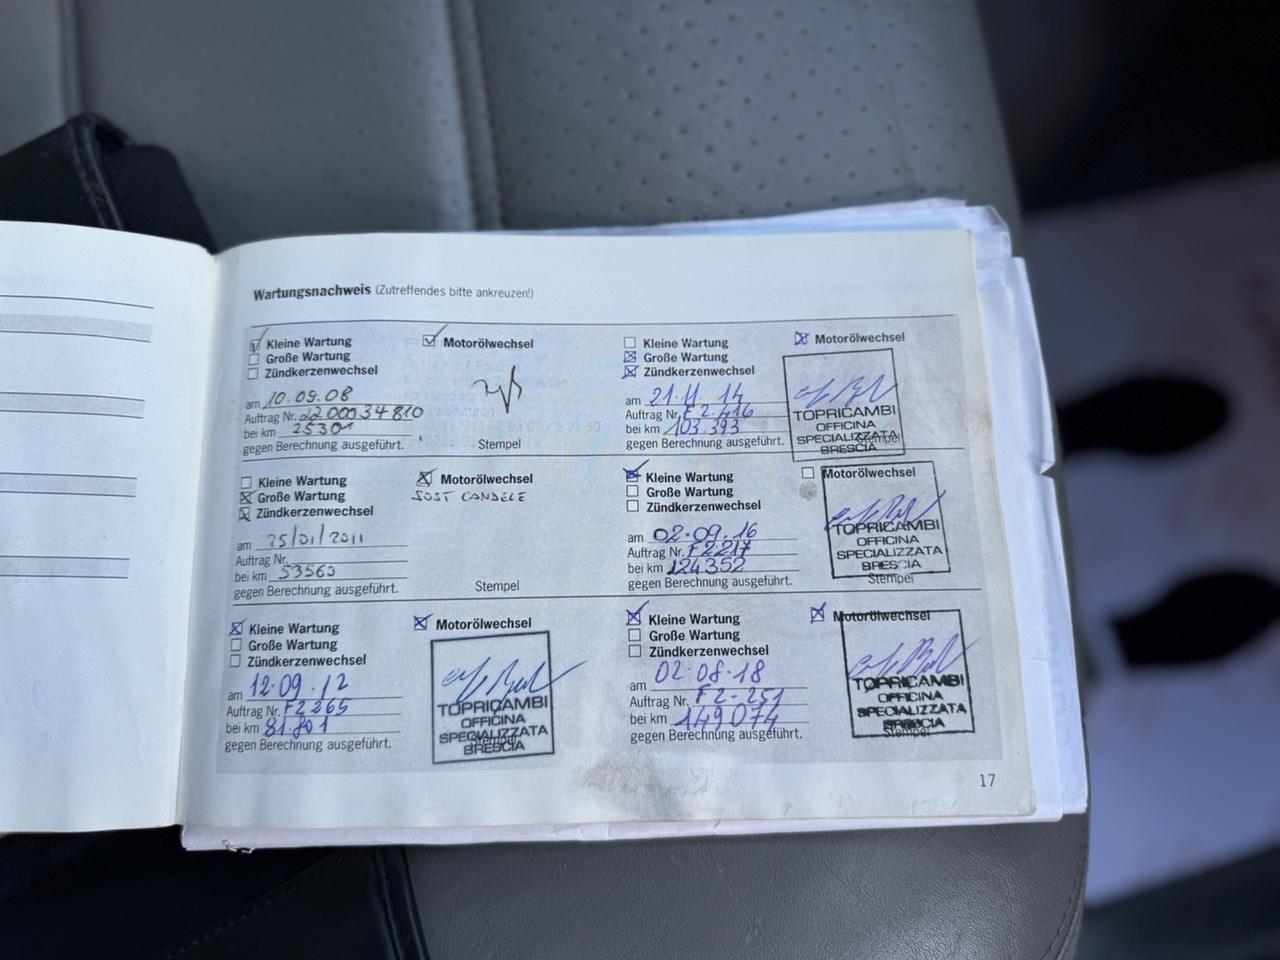 Wartungsnachweis (Zutreffendes bitte ankreuzen!)
Kleine Wartung
Motorölwechsel
Große Wartung
Zündkerzenwechsel
am 10.09.08
Auftrag Nr. 2200034810
bei km 25301
gegen Berechnung ausgeführt.
Stempel
Kleine Wartung
Motorölwechsel
Große Wartung
Zündkerzenwechsel
SOST CANDELE
am 25/01/2011
Auftrag Nr.
bei km 53563
gegen Berechnung ausgeführt.
Stempel
Kleine Wartung
Motorölwechsel
Große Wartung
Zündkerzenwechsel
am 12.09.12
Auftrag Nr. F2265
bei km 81.801
gegen Berechnung ausgeführt.
TOPRICAMBI
OFFICINA
SPECIALIZZATA
BRESCIA
Stempel
Kleine Wartung
Motorölwechsel
Große Wartung
Zündkerzenwechsel
am 21.11.14
Auftrag Nr. F2416
bei km 103.393
gegen Berechnung ausgeführt.
TOPRICAMBI
OFFICINA
SPECIALIZZATA
BRESCIA
Stempel
Kleine Wartung
Motorölwechsel
Große Wartung
Zündkerzenwechsel
am 02.09.16
Auftrag Nr. F2217
bei km 124352
gegen Berechnung ausgeführt.
TOPRICAMBI
OFFICINA
SPECIALIZZATA
BRESCIA
Stempel
Kleine Wartung
Motorölwechsel
Große Wartung
Zündkerzenwechsel
am 02.08.18
Auftrag Nr. F2-251
bei km 149074
gegen Berechnung ausgeführt.
TOPRICAMBI
OFFICINA
SPECIALIZZATA
BRESCIA
Stempel
17